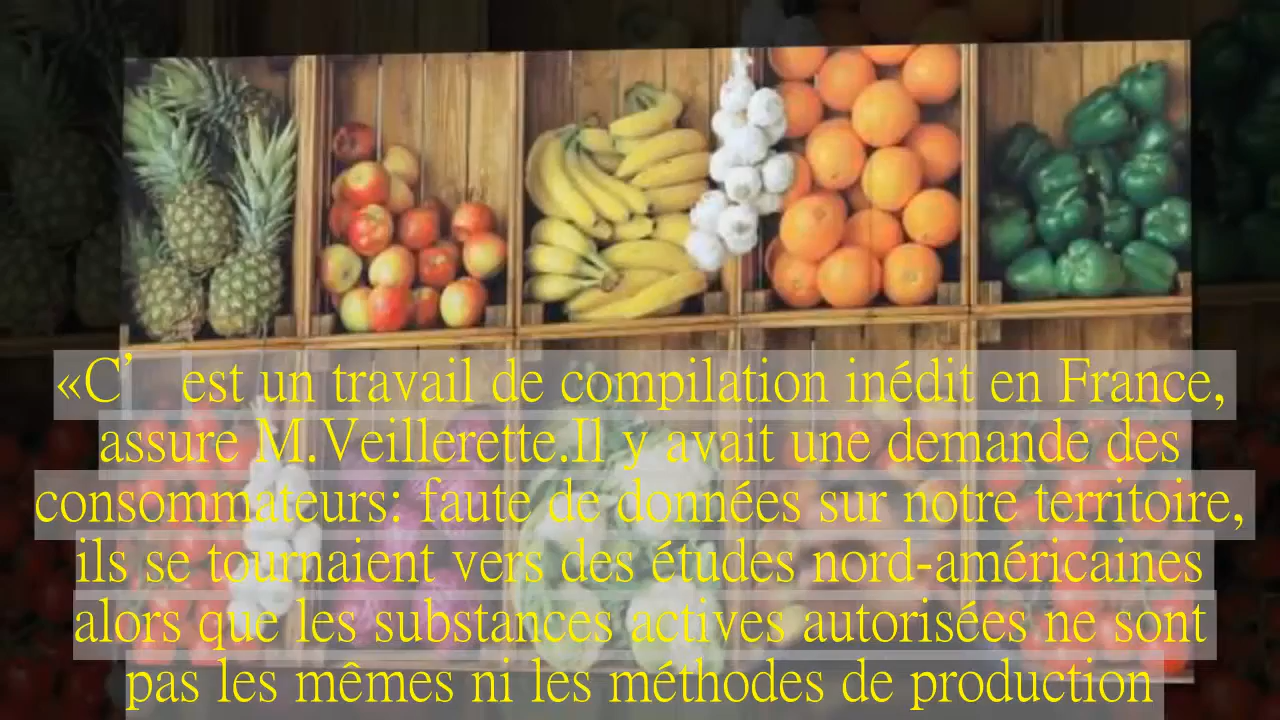 «C’ est un travail de compilation inédit en France,
assure M.Veillerette.Il y avait une demande des
consommateurs: faute de données sur notre territoire,
ils se tournaient vers des études nord-américaines
alors que les substances actives autorisées ne sont
pas les mêmes ni les méthodes de production